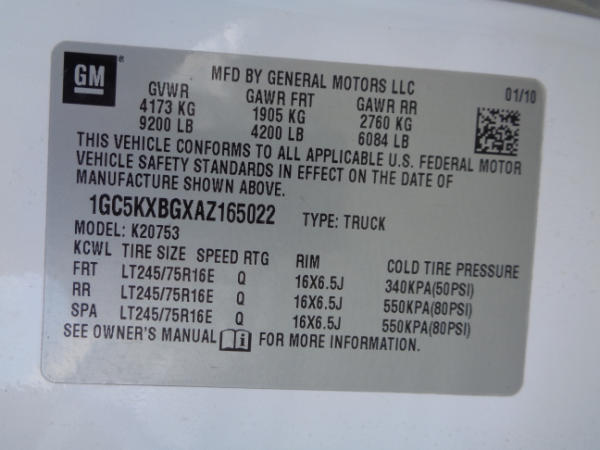 GM
MFD BY GENERAL MOTORS LLC 01/10
GVWR GAWR FRT GAWR RR
4173 KG 1905 KG 2760 KG
9200 LB 4200 LB 6084 LB
THIS VEHICLE CONFORMS TO ALL APPLICABLE U.S. FEDERAL MOTOR
VEHICLE SAFETY STANDARDS IN EFFECT ON THE DATE OF
MANUFACTURE SHOWN ABOVE.
1GC5KXBGXAZ165022 TYPE: TRUCK
MODEL: K20753
KCWL TIRE SIZE SPEED RTG RIM COLD TIRE PRESSURE
FRT LT245/75R16E Q 16X6.5J 340KPA(50PSI)
RR LT245/75R16E Q 16X6.5J 550KPA(80PSI)
SPA LT245/75R16E Q 16X6.5J 550KPA(80PSI)
SEE OWNER'S MANUAL i FOR MORE INFORMATION.